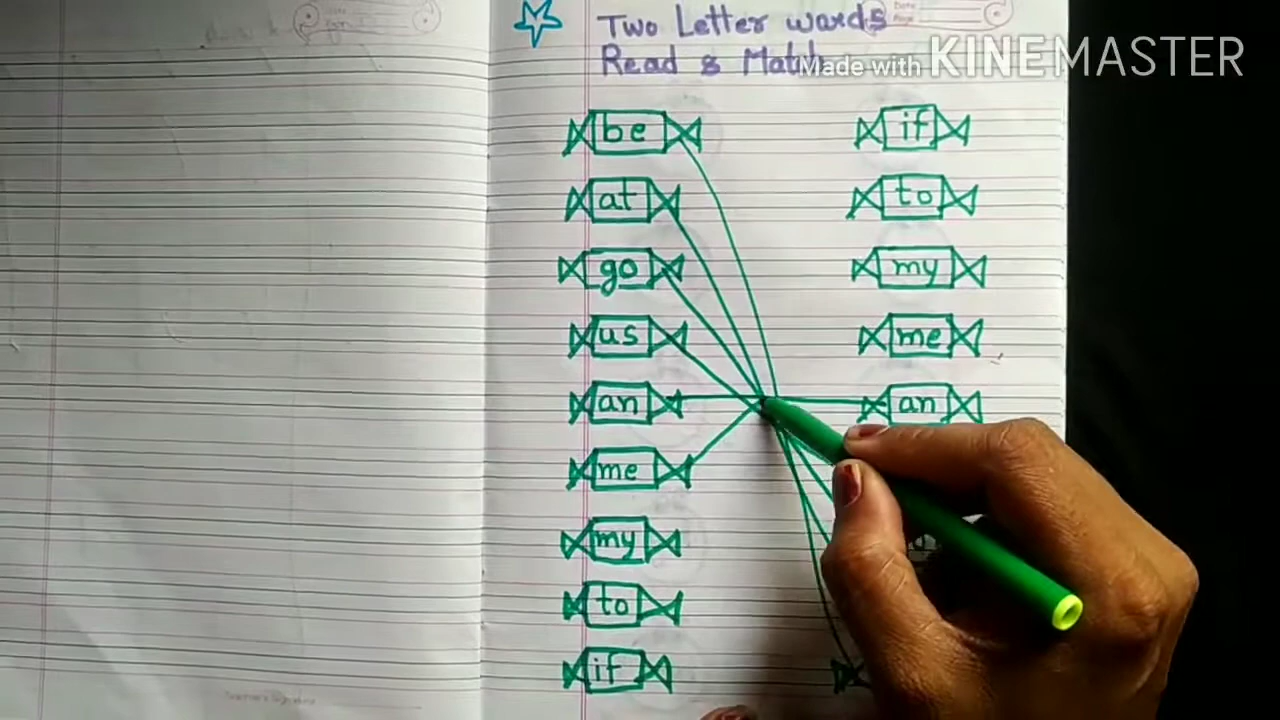 Two Letter words
Read & Match
Made with KINEMASTER
be if
at to
go my
us me
an an
me
my
to
if